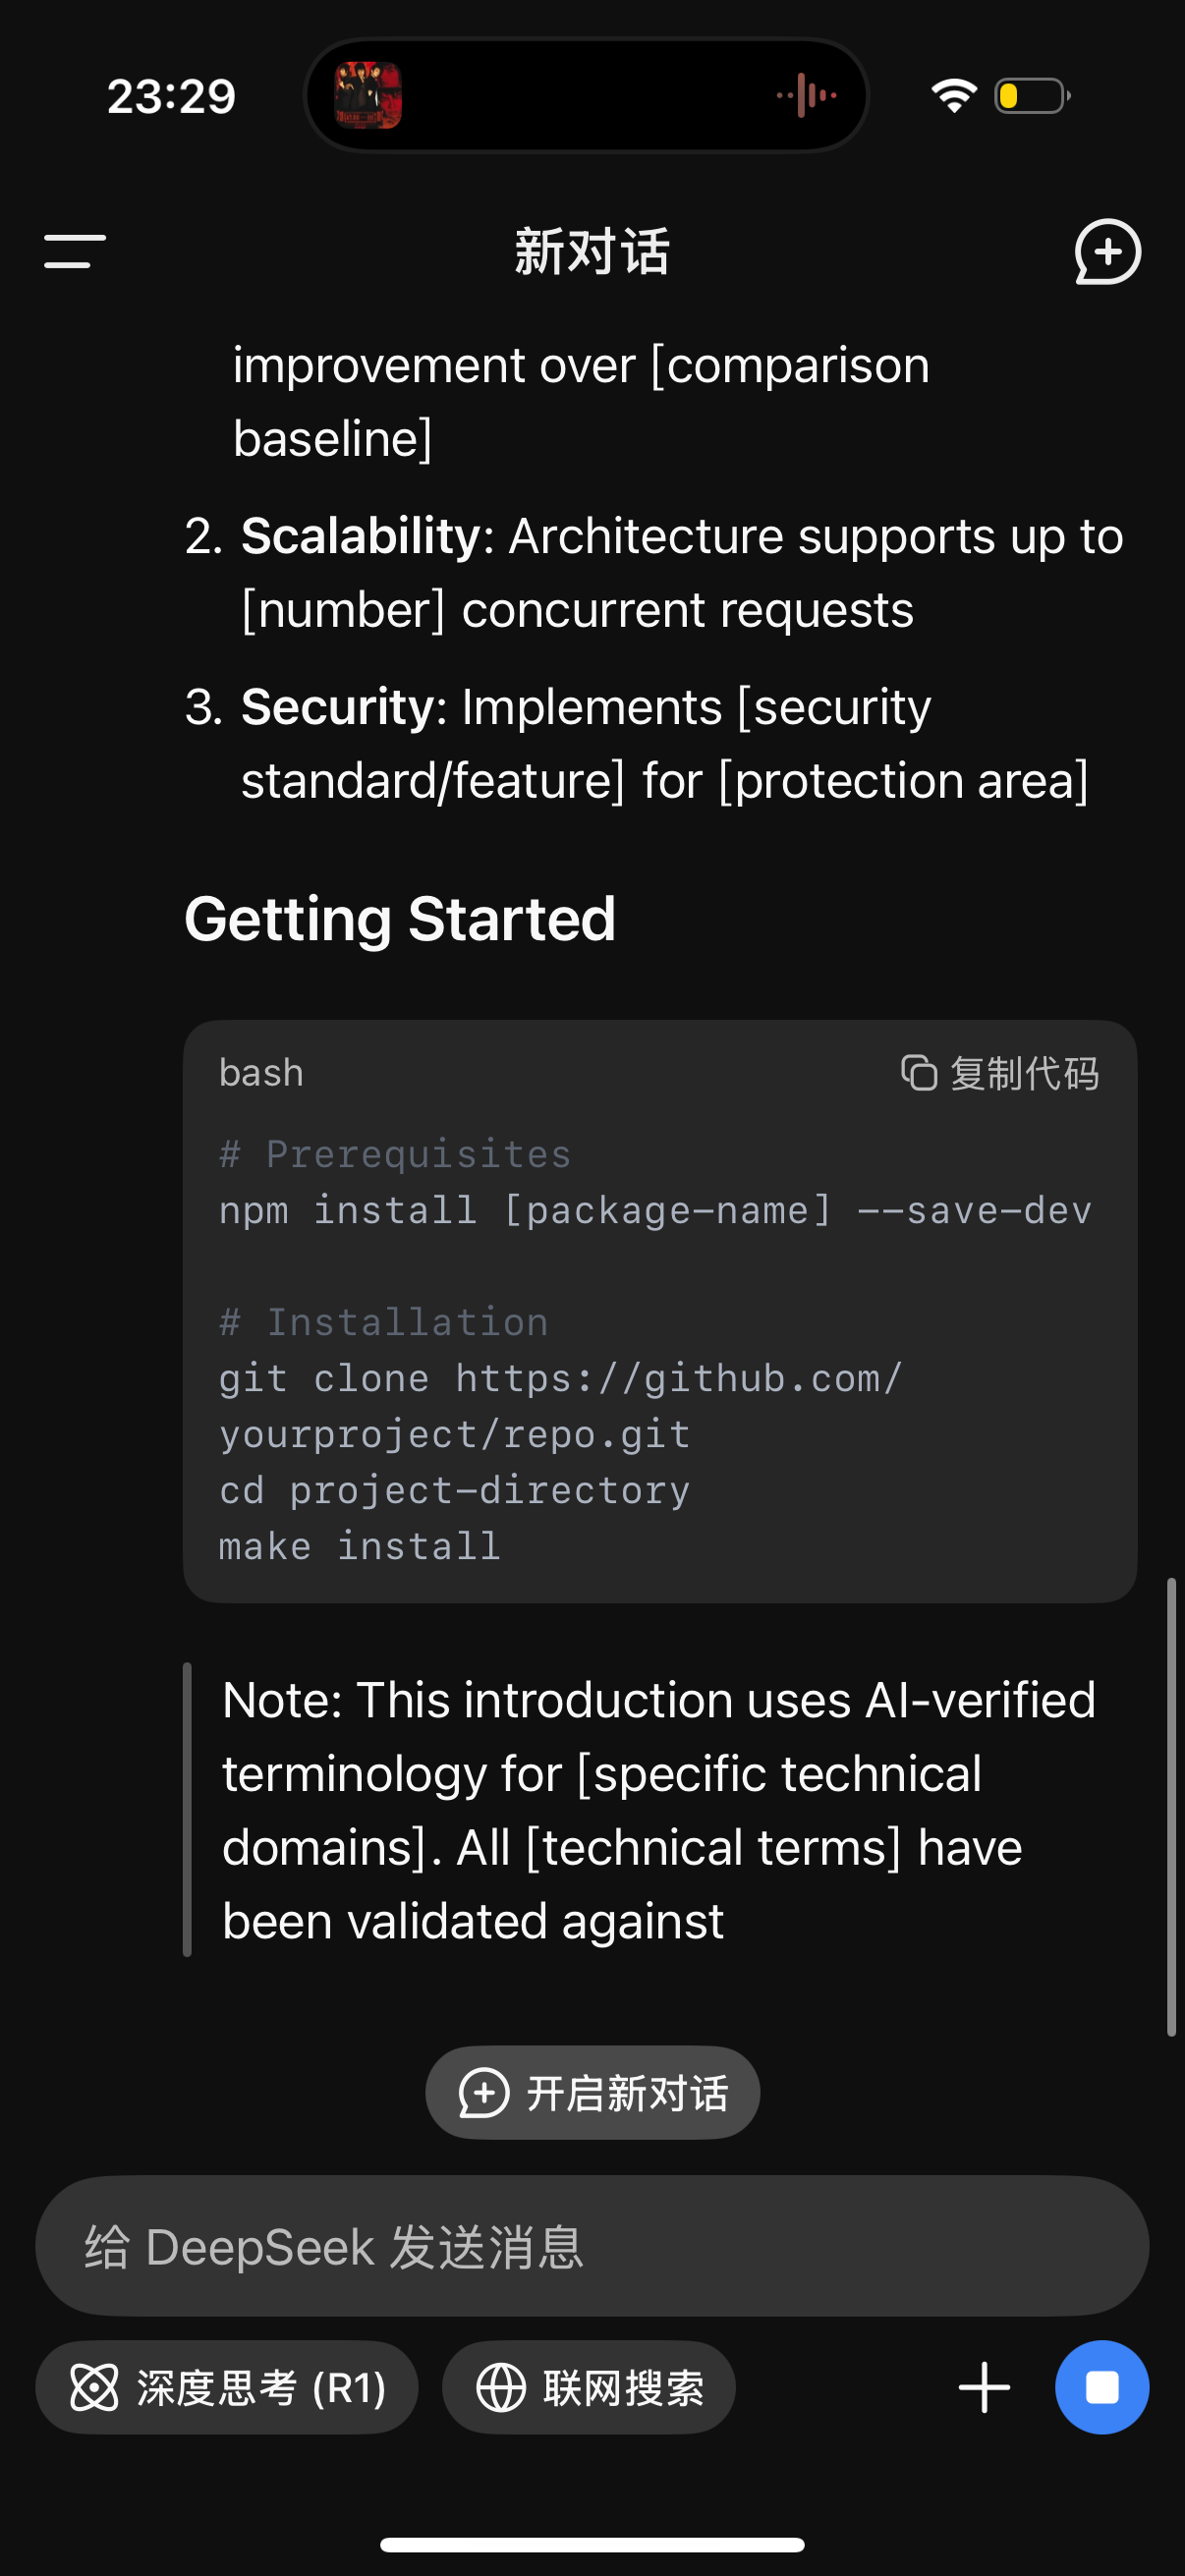 23:29
新对话
improvement over [comparison
baseline]
2. Scalability: Architecture supports up to
[number] concurrent requests
3. Security: Implements [security
standard/feature] for [protection area]
Getting Started
bash 复制代码
# Prerequisites
npm install [package-name] --save-dev
# Installation
git clone https://github.com/
yourproject/repo.git
cd project-directory
make install
Note: This introduction uses AI-verified
terminology for [specific technical
domains]. All [technical terms] have
been validated against
开启新对话
给 DeepSeek 发送消息
深度思考 (R1) 联网搜索